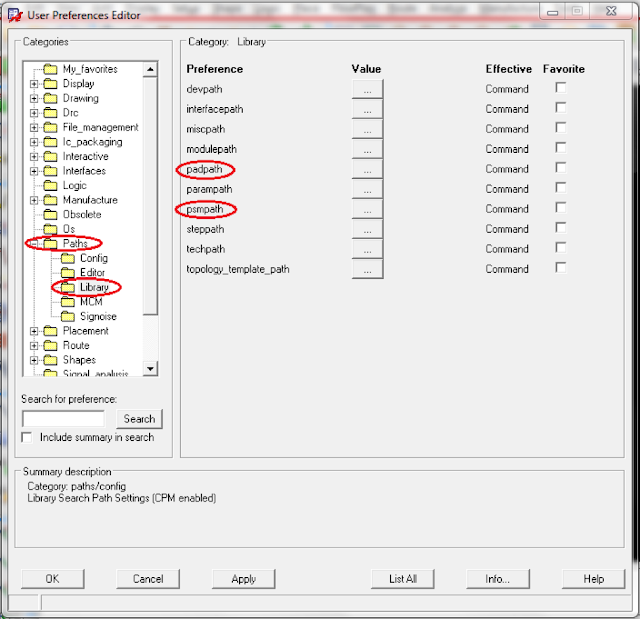 User Preferences Editor
Categories
My_favorites
Display
Drawing
Drc
File_management
Ic_packaging
Interactive
Interfaces
Logic
Manufacture
Obsolete
Os
Paths
Config
Editor
Library
MCM
Signoise
Placement
Route
Shapes
Signal_analysis
Search for preference:
Search
Include summary in search
Category: Library
Preference Value Effective Favorite
devpath ... Command
interfacepath ... Command
miscpath ... Command
modulepath ... Command
padpath ... Command
parampath ... Command
psmpath ... Command
steppath ... Command
techpath ... Command
topology_template_path ... Command
Summary description
Category: paths/config
Library Search Path Settings (CPM enabled)
OK Cancel Apply List All Info... Help